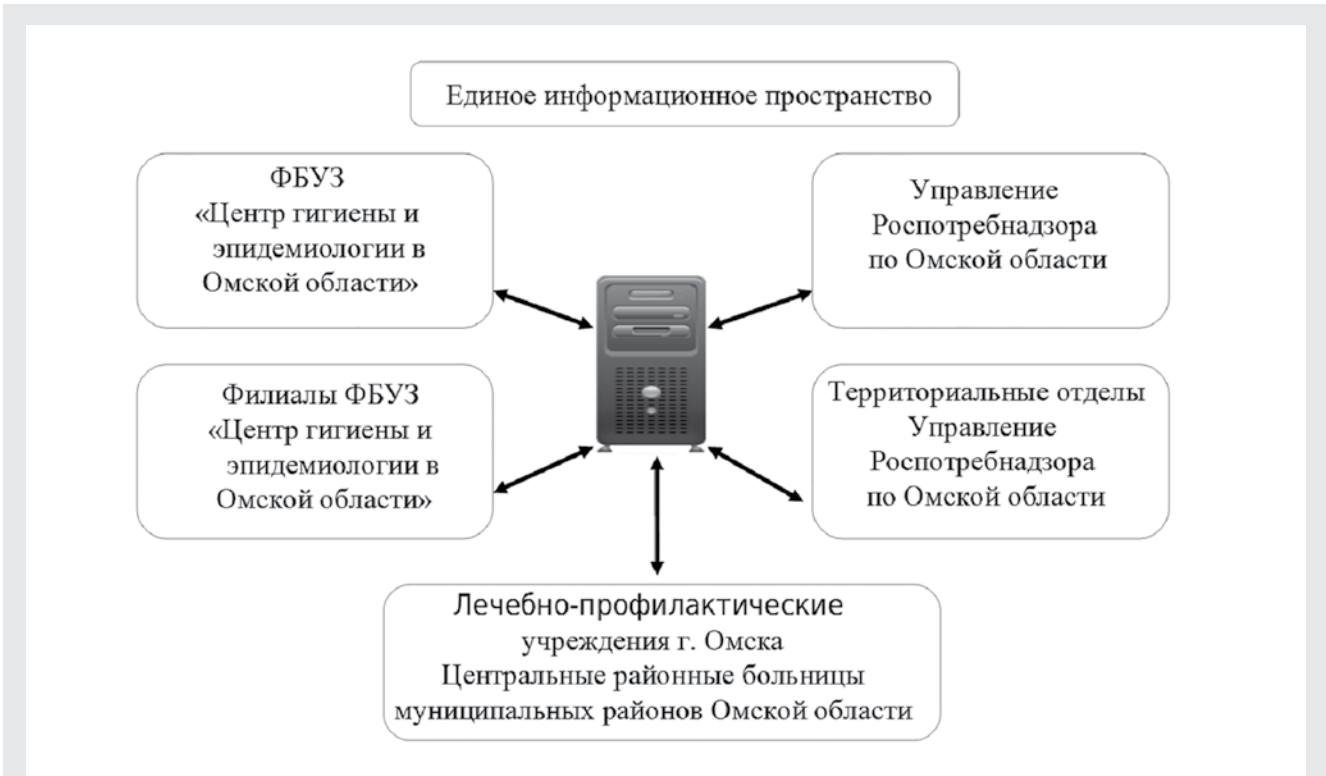 Единое информационное пространство
ФБУЗ
«Центр гигиены и
эпидемиологии в
Омской области»
Управление
Роспотребнадзора
по Омской области
Филиалы ФБУЗ
«Центр гигиены и
эпидемиологии в
Омской области»
Территориальные отделы
Управление
Роспотребнадзора
по Омской области
Лечебно-профилактические
учреждения г. Омска
Центральные районные больницы
муниципальных районов Омской области